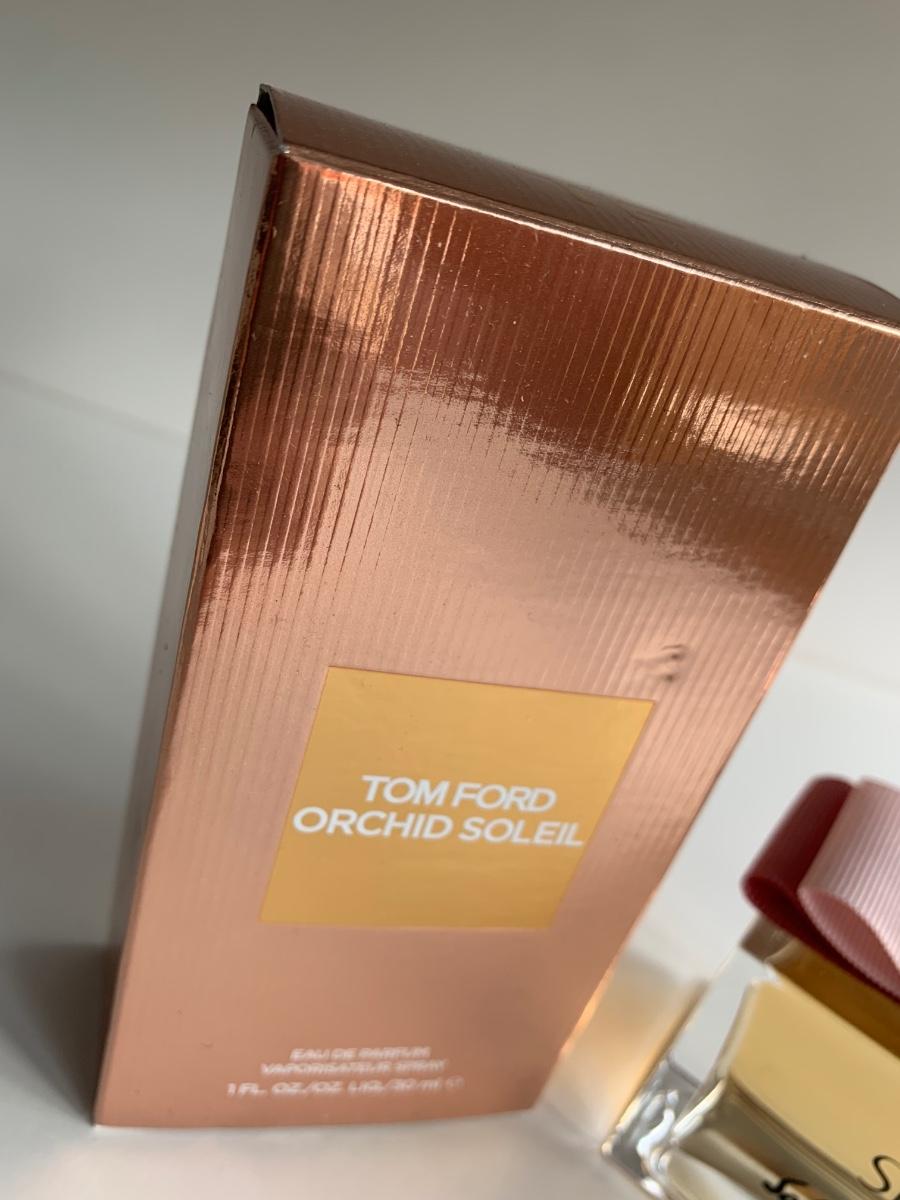 TOM FORD
ORCHID SOLEIL
EAU DE PARFUM
VAPORISATEUR SPRAY
1 FL. OZ./OZ. LIQ./30 ml ℮